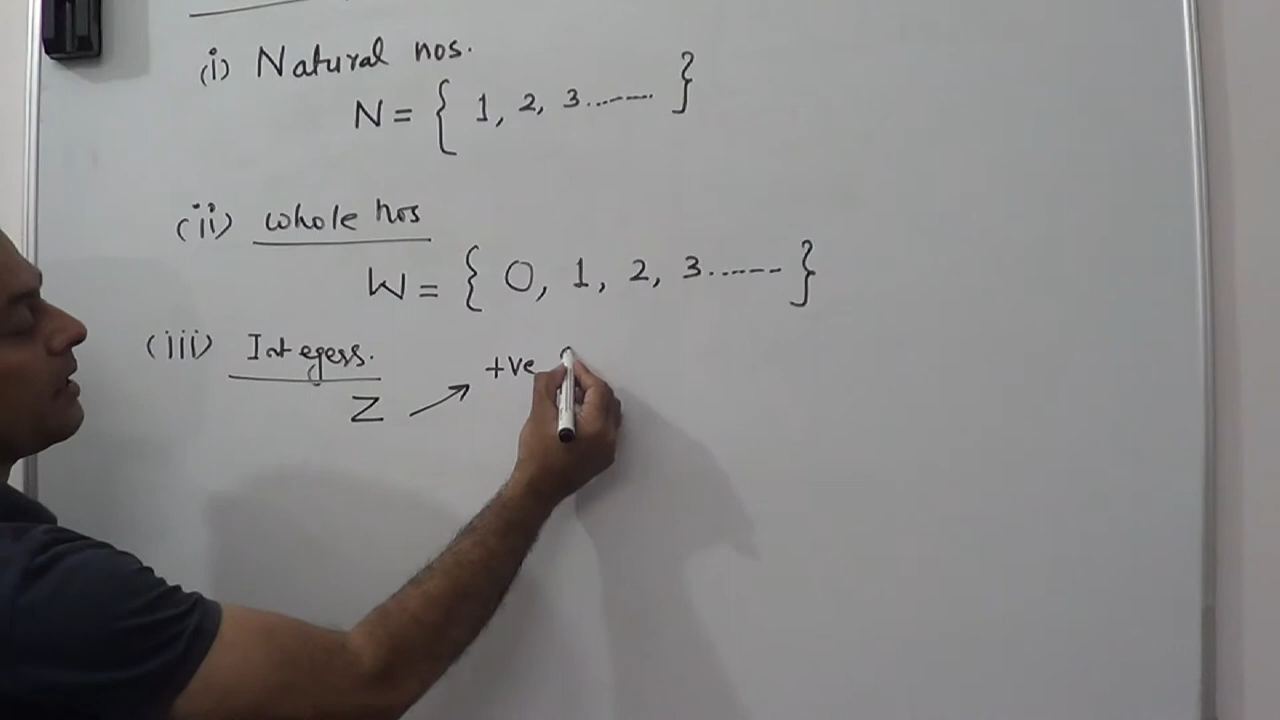 (i) Natural nos.
N = { 1, 2, 3....... }
(ii) whole nos
W = { 0, 1, 2, 3....... }
(iii) Integers.
Z → +ve